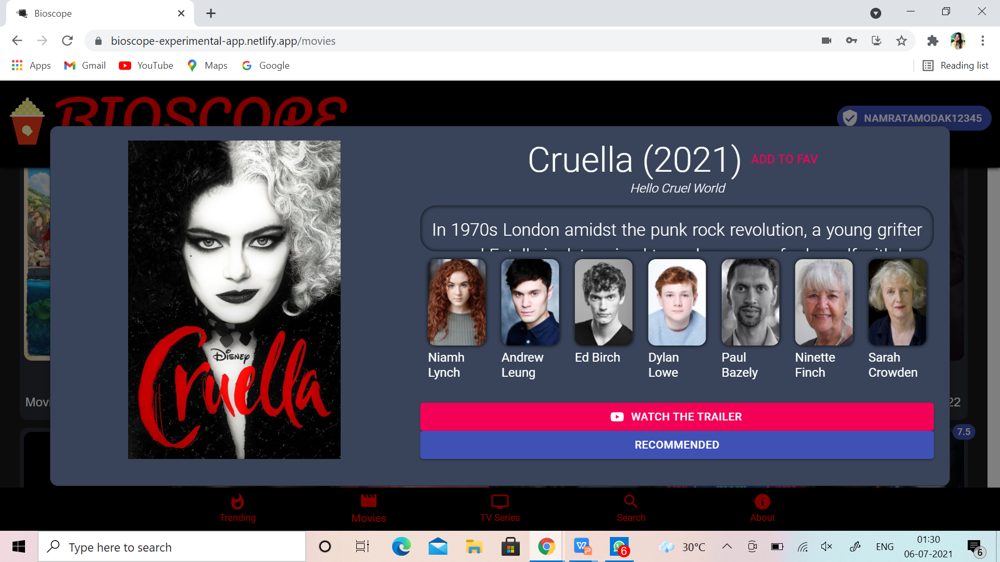 Bioscope
bioscope-experimental-app.netlify.app/movies
Apps
Gmail
YouTube
Maps
Google
Reading list
BIOSCOPE
NAMRATAMODAK12345
Cruella (2021)
ADD TO FAV
Hello Cruel World
In 1970s London amidst the punk rock revolution, a young grifter
DISNEY
Cruella
Niamh Lynch
Andrew Leung
Ed Birch
Dylan Lowe
Paul Bazely
Ninette Finch
Sarah Crowden
WATCH THE TRAILER
RECOMMENDED
Movi
22
7.5
Trending
Movies
TV Series
Search
About
Type here to search
6
30°C
ENG
01:30
06-07-2021
6